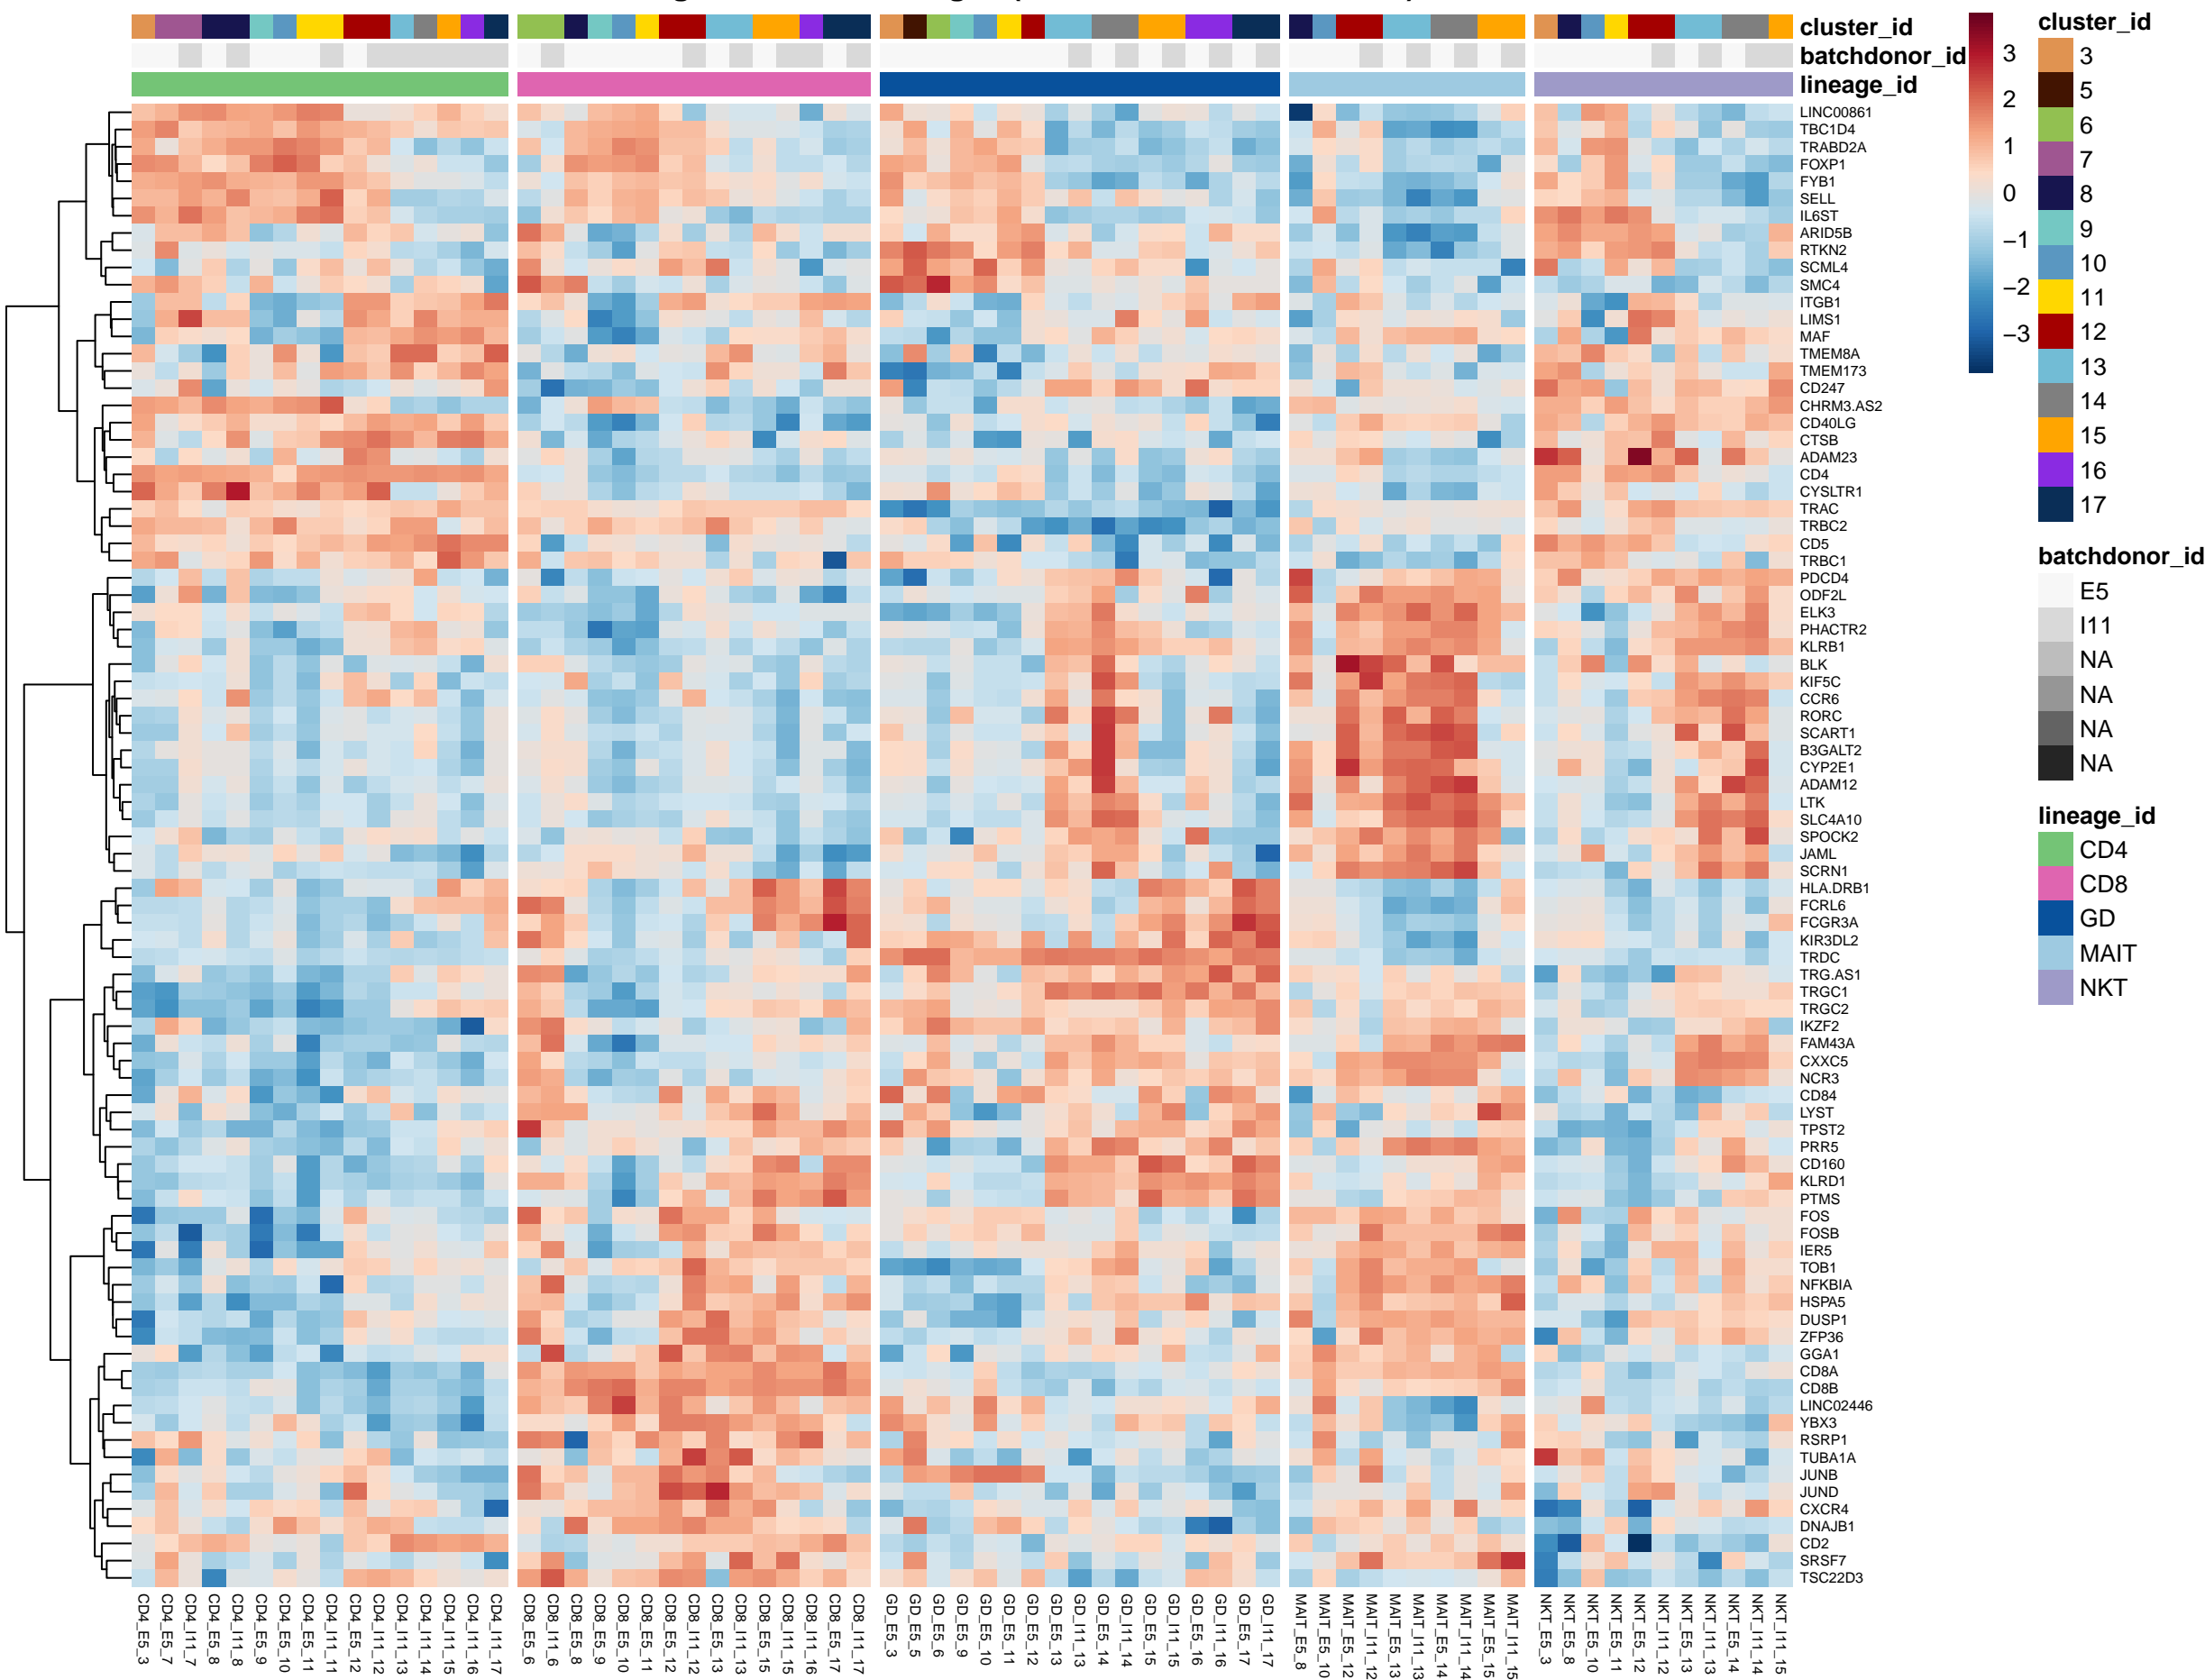 cluster_id
batchdonor_id
lineage_id
3
2
1
0
−1
−2
−3
cluster_id
3
5
6
7
8
9
10
11
12
13
14
15
16
17
batchdonor_id
E5
I11
NA
NA
NA
NA
lineage_id
CD4
CD8
GD
MAIT
NKT
LINC00861
TBC1D4
TRABD2A
FOXP1
FYB1
SELL
IL6ST
ARID5B
RTKN2
SCML4
SMC4
ITGB1
LIMS1
MAF
TMEM8A
TMEM173
CD247
CHRM3.AS2
CD40LG
CTSB
ADAM23
CD4
CYSLTR1
TRAC
TRBC2
CD5
TRBC1
PDCD4
ODF2L
ELK3
PHACTR2
KLRB1
BLK
KIF5C
CCR6
RORC
SCART1
B3GALT2
CYP2E1
ADAM12
LTK
SLC4A10
SPOCK2
JAML
SCRN1
HLA.DRB1
FCRL6
FCGR3A
KIR3DL2
TRDC
TRG.AS1
TRGC1
TRGC2
IKZF2
FAM43A
CXXC5
NCR3
CD84
LYST
TPST2
PRR5
CD160
KLRD1
PTMS
FOS
FOSB
IER5
TOB1
NFKBIA
HSPA5
DUSP1
ZFP36
GGA1
CD8A
CD8B
LINC02446
YBX3
RSRP1
TUBA1A
JUNB
JUND
CXCR4
DNAJB1
CD2
SRSF7
TSC22D3
CD4_E5_3
CD4_E5_7
CD4_I11_7
CD4_E5_8
CD4_I11_8
CD4_E5_9
CD4_E5_10
CD4_E5_11
CD4_I11_11
CD4_E5_12
CD4_I11_12
CD4_I11_13
CD4_I11_14
CD4_I11_15
CD4_I11_16
CD4_I11_17
CD8_E5_6
CD8_I11_6
CD8_E5_8
CD8_E5_9
CD8_E5_10
CD8_E5_11
CD8_E5_12
CD8_I11_12
CD8_E5_13
CD8_I11_13
CD8_E5_15
CD8_I11_15
CD8_I11_16
CD8_E5_17
CD8_I11_17
GD_E5_3
GD_E5_5
GD_E5_6
GD_E5_9
GD_E5_10
GD_E5_11
GD_E5_12
GD_E5_13
GD_I11_13
GD_E5_14
GD_I11_14
GD_E5_15
GD_I11_15
GD_E5_16
GD_I11_16
GD_E5_17
GD_I11_17
MAIT_E5_8
MAIT_E5_10
MAIT_E5_12
MAIT_I11_12
MAIT_E5_13
MAIT_I11_13
MAIT_E5_14
MAIT_I11_14
MAIT_E5_15
MAIT_I11_15
NKT_E5_3
NKT_E5_8
NKT_E5_10
NKT_E5_11
NKT_E5_12
NKT_I11_12
NKT_E5_13
NKT_I11_13
NKT_E5_14
NKT_I11_14
NKT_I11_15